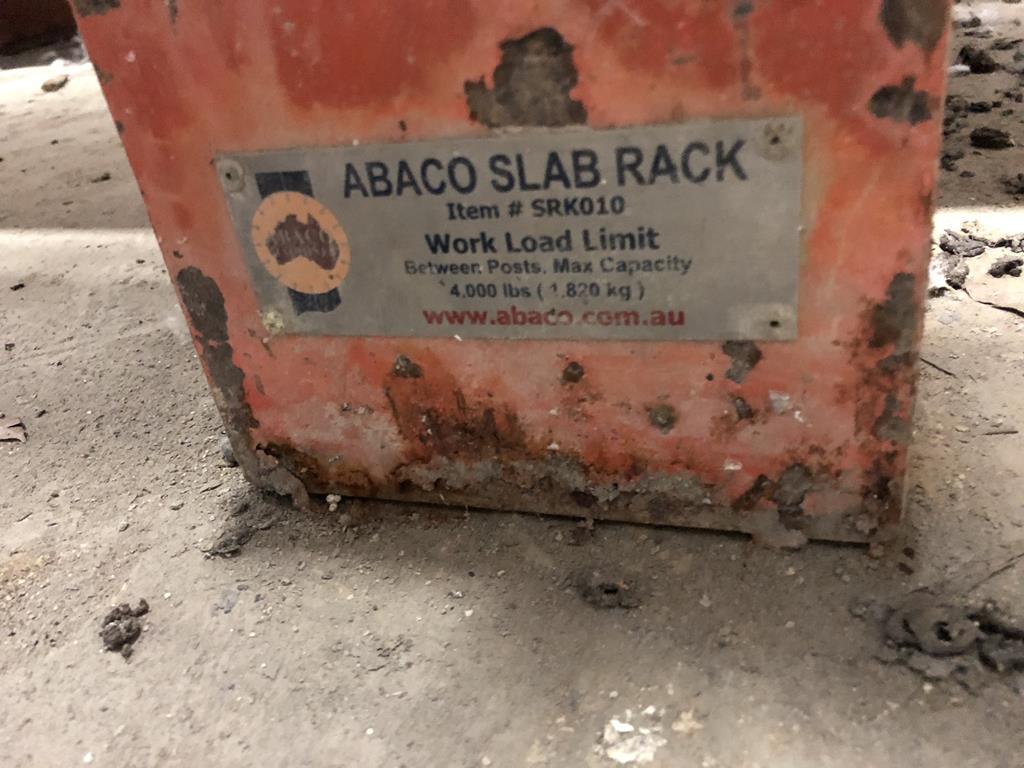 ABACO SLAB RACK
Item # SRK010
Work Load Limit
Between Posts, Max Capacity
4,000 lbs ( 1,820 kg )
www.abaco.com.au